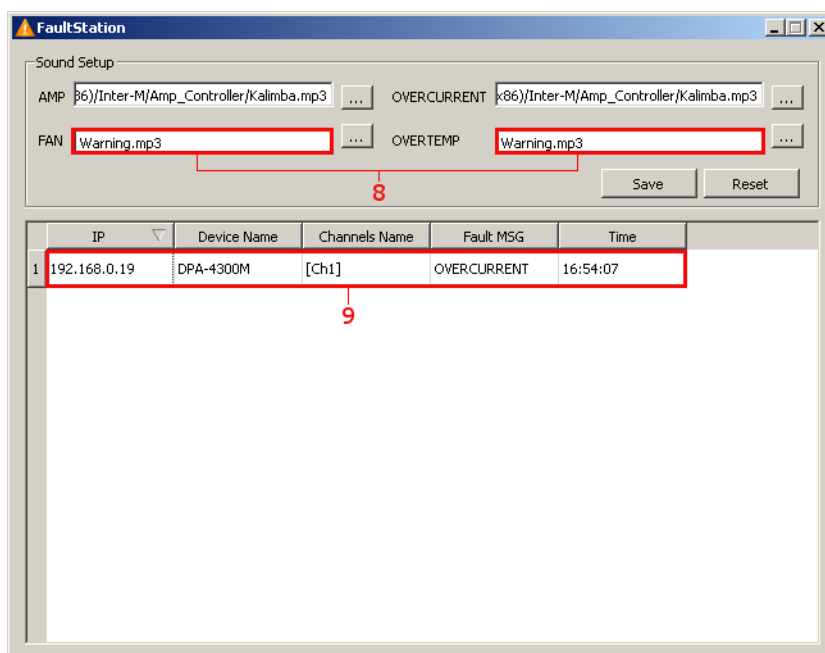 FaultStation
Sound Setup
AMP 36)/Inter-M/Amp_Controller/Kalimba.mp3 ... OVERCURRENT x86)/Inter-M/Amp_Controller/Kalimba.mp3 ...
FAN Warning.mp3 ... OVERTEMP Warning.mp3 ...
8
Save Reset
IP Device Name Channels Name Fault MSG Time
1 192.168.0.19 DPA-4300M [Ch1] OVERCURRENT 16:54:07
9